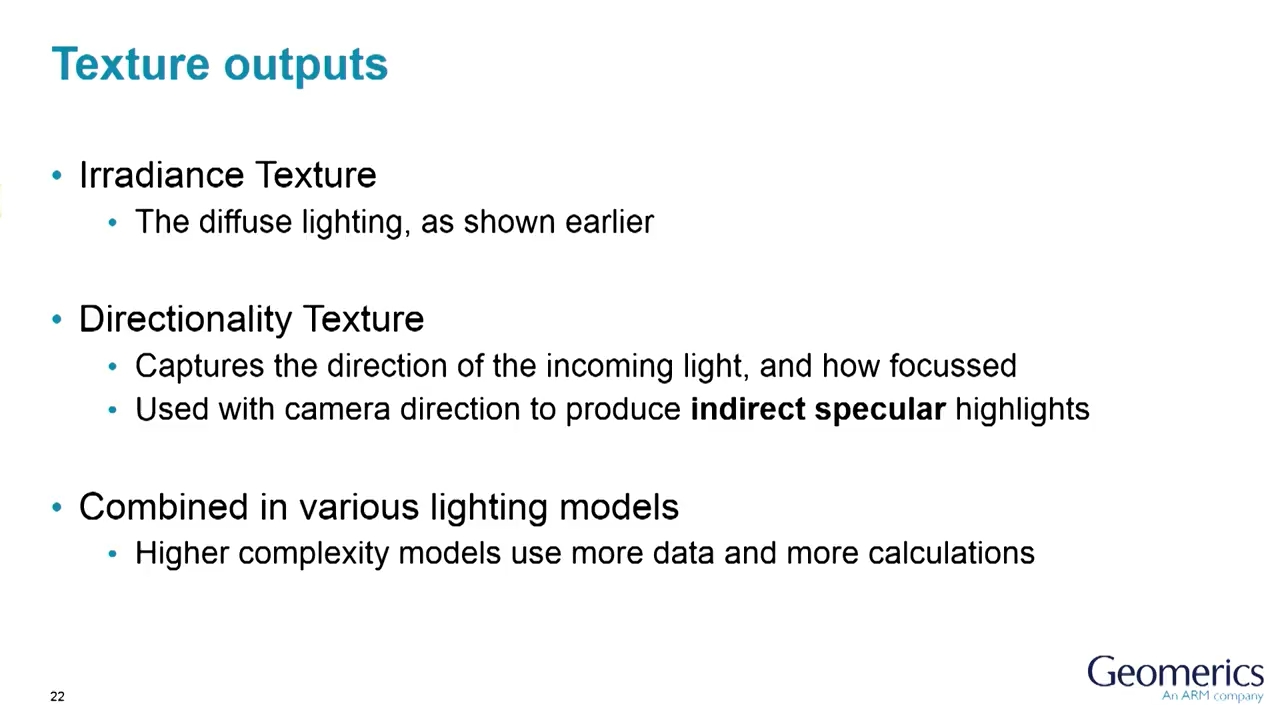 Texture outputs
• Irradiance Texture
• The diffuse lighting, as shown earlier
• Directionality Texture
• Captures the direction of the incoming light, and how focussed
• Used with camera direction to produce indirect specular highlights
• Combined in various lighting models
• Higher complexity models use more data and more calculations
22
Geomerics
An ARM company